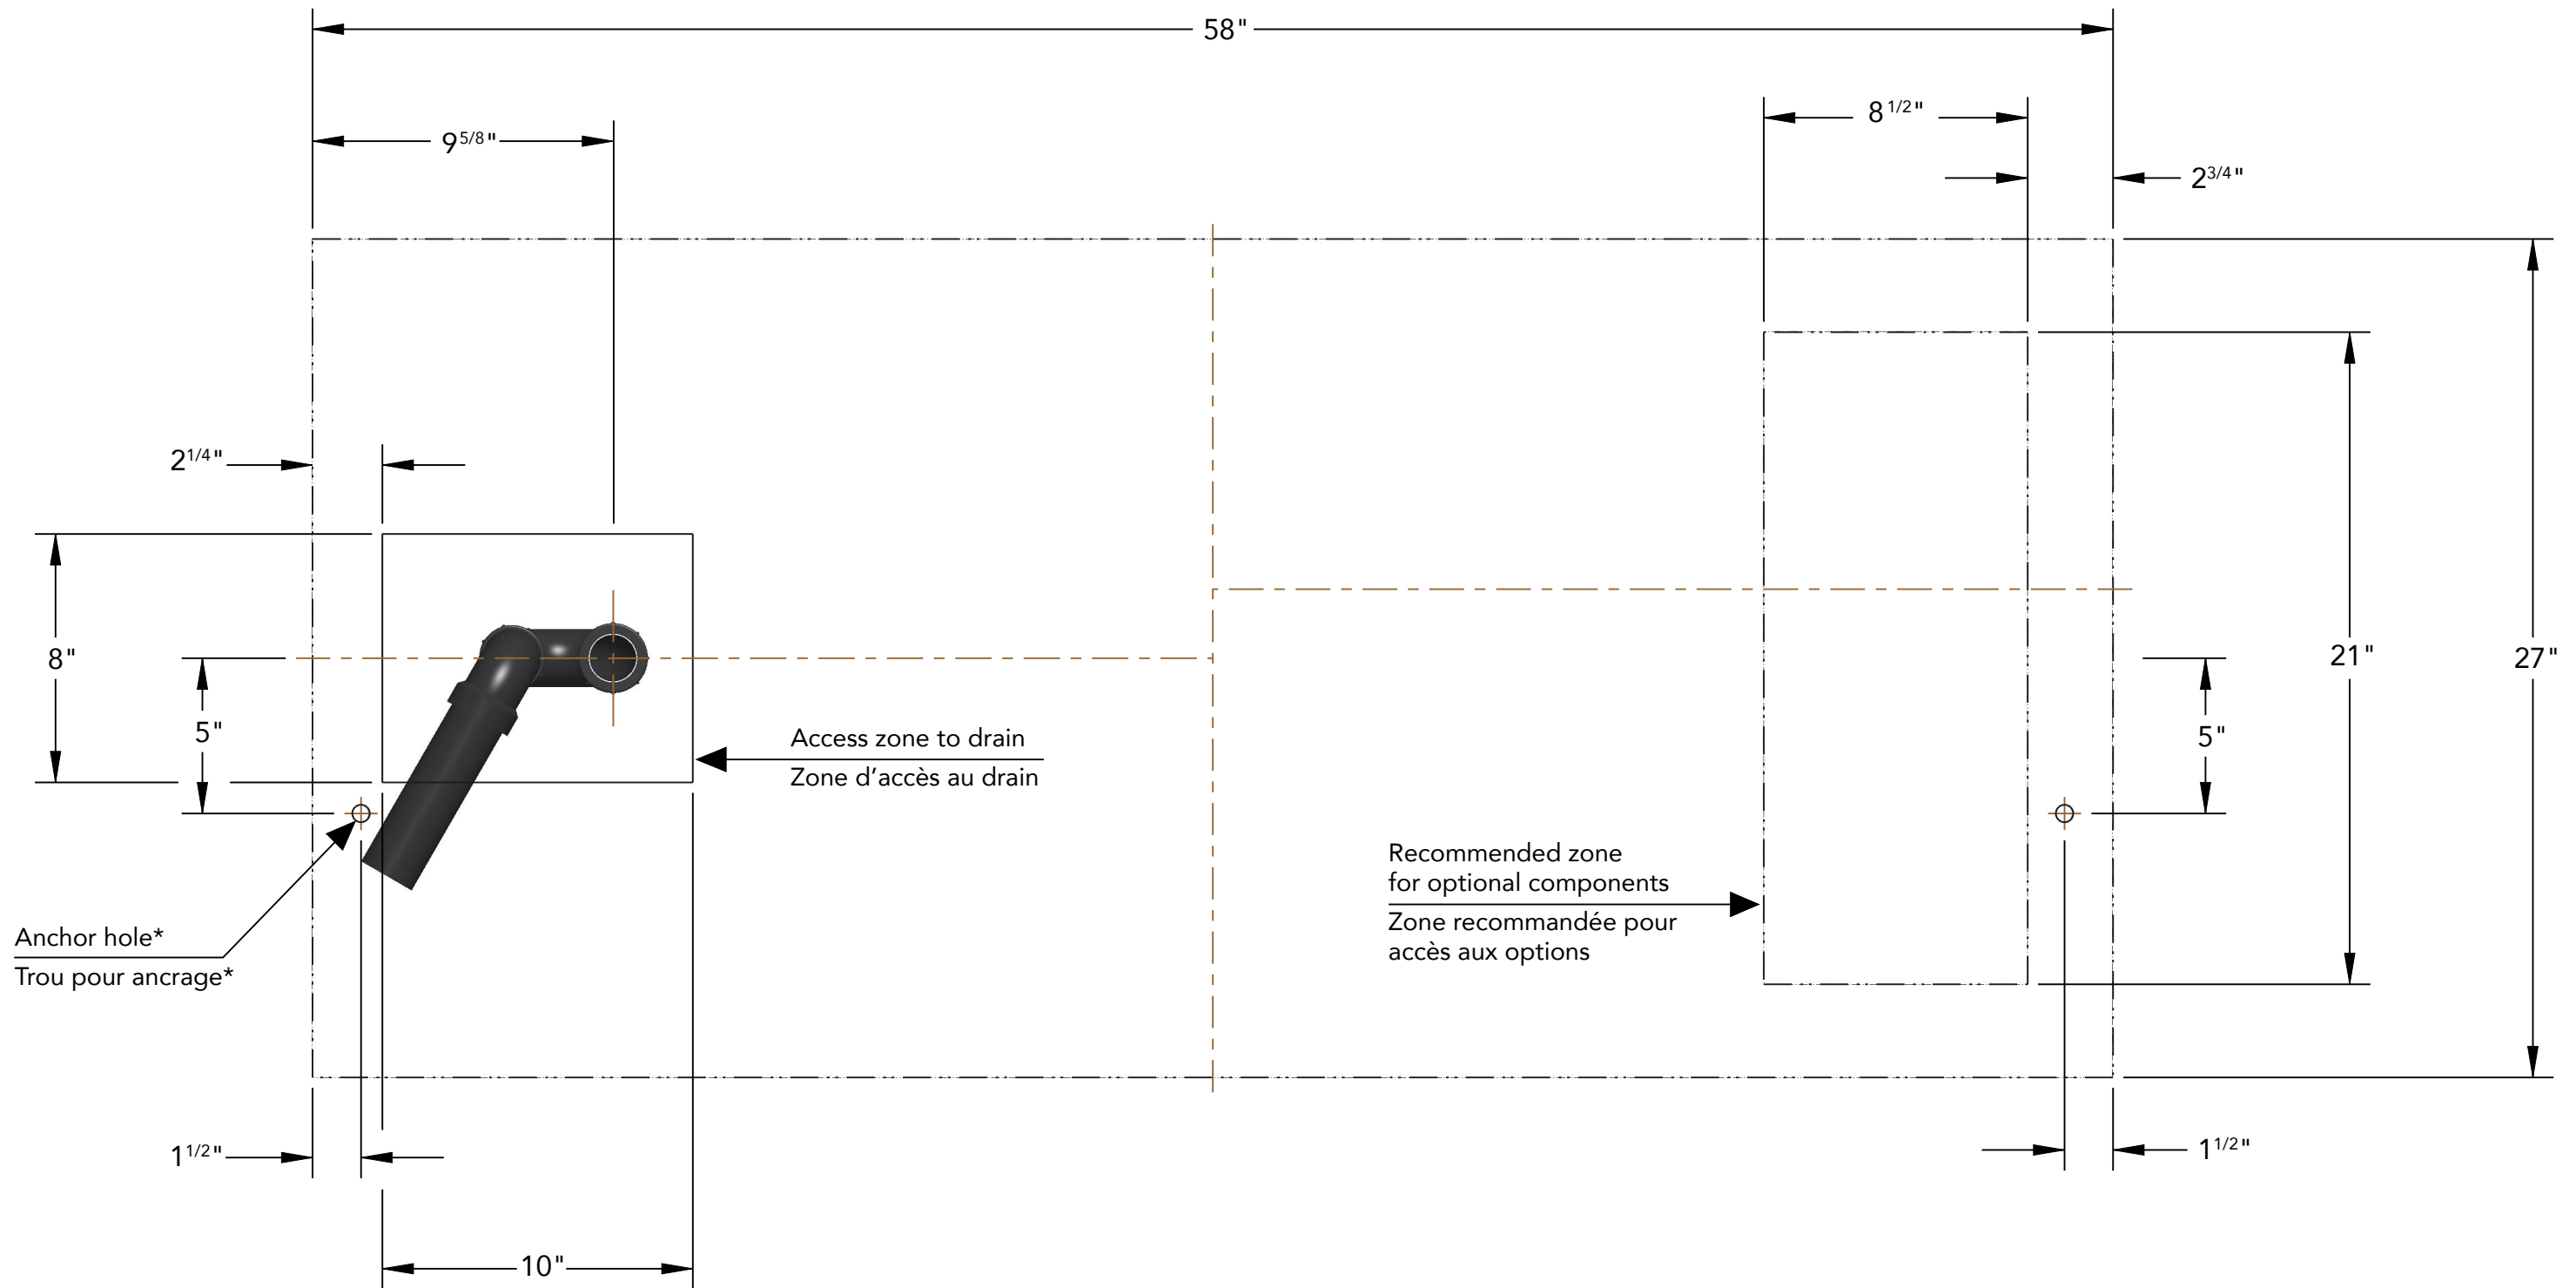 58"
9 5/8"
8 1/2"
2 3/4"
2 1/4"
8"
5"
21"
27"
5"
Access zone to drain
Zone d'accès au drain
Recommended zone
for optional components
Zone recommandée pour
accès aux options
Anchor hole*
Trou pour ancrage*
1 1/2"
1 1/2"
10"